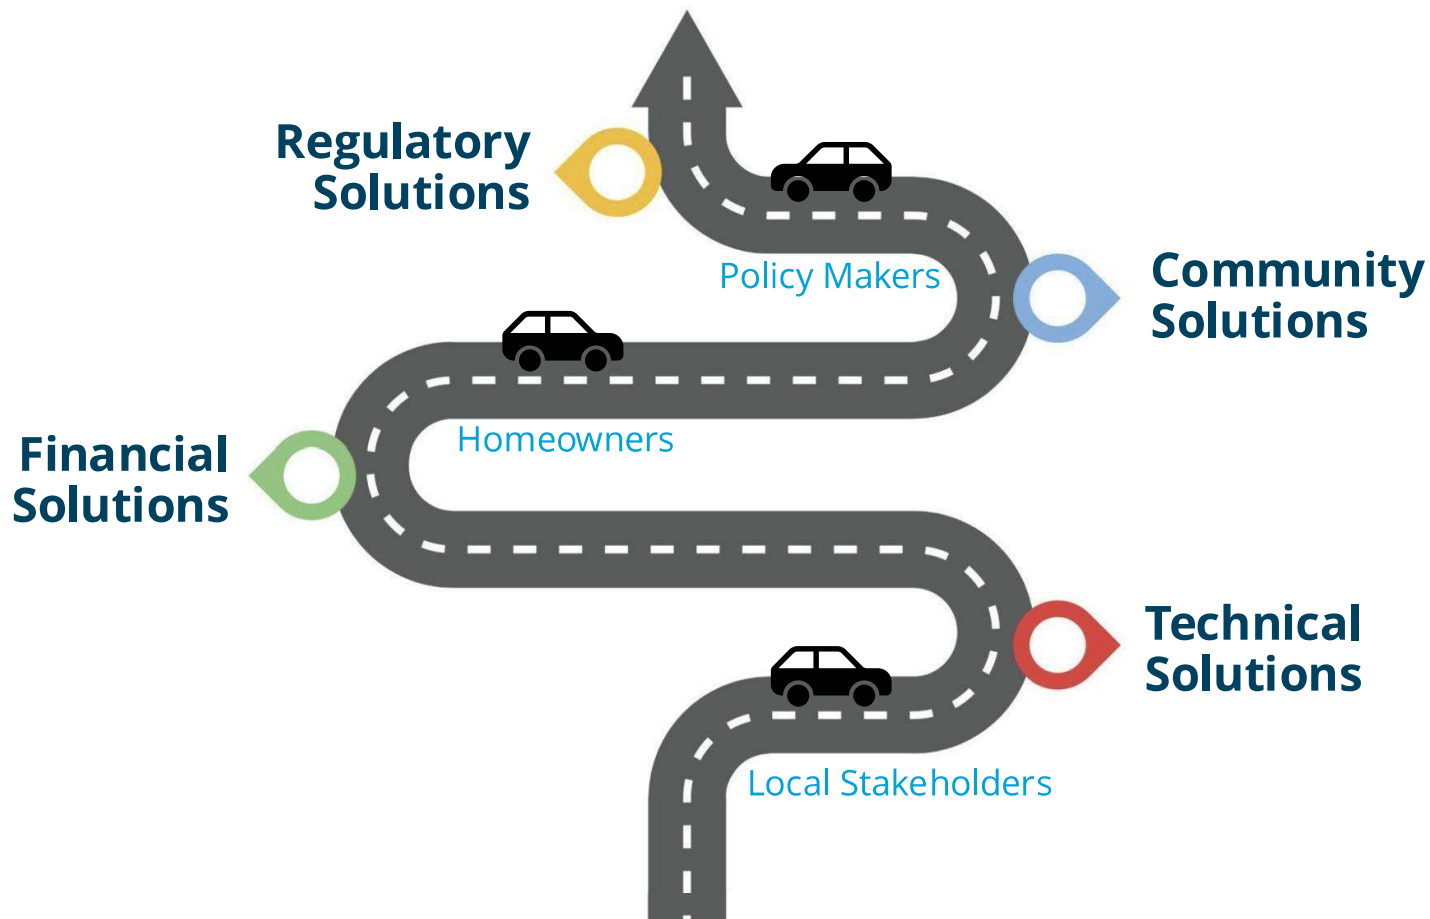 Regulatory
Solutions
Policy Makers
Community
Solutions
Homeowners
Financial
Solutions
Technical
Solutions
Local Stakeholders